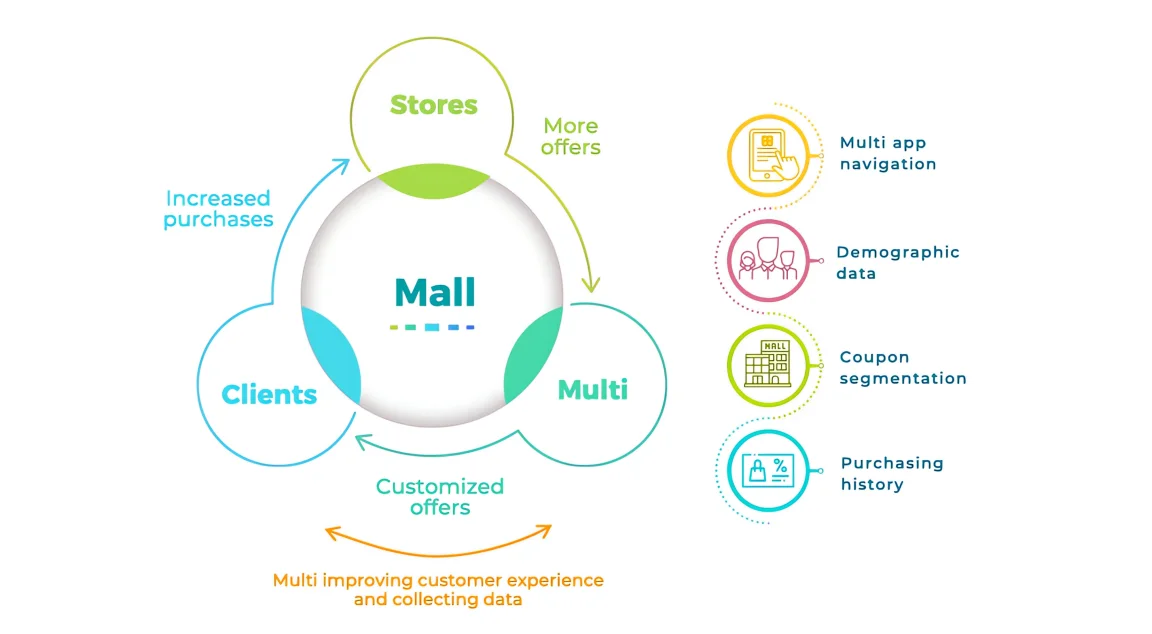 Stores
More
offers
Increased
purchases
Mall
Clients
Multi
Customized
offers
Multi improving customer experience
and collecting data
Multi app
navigation
Demographic
data
MALL
Coupon
segmentation
%
Purchasing
history